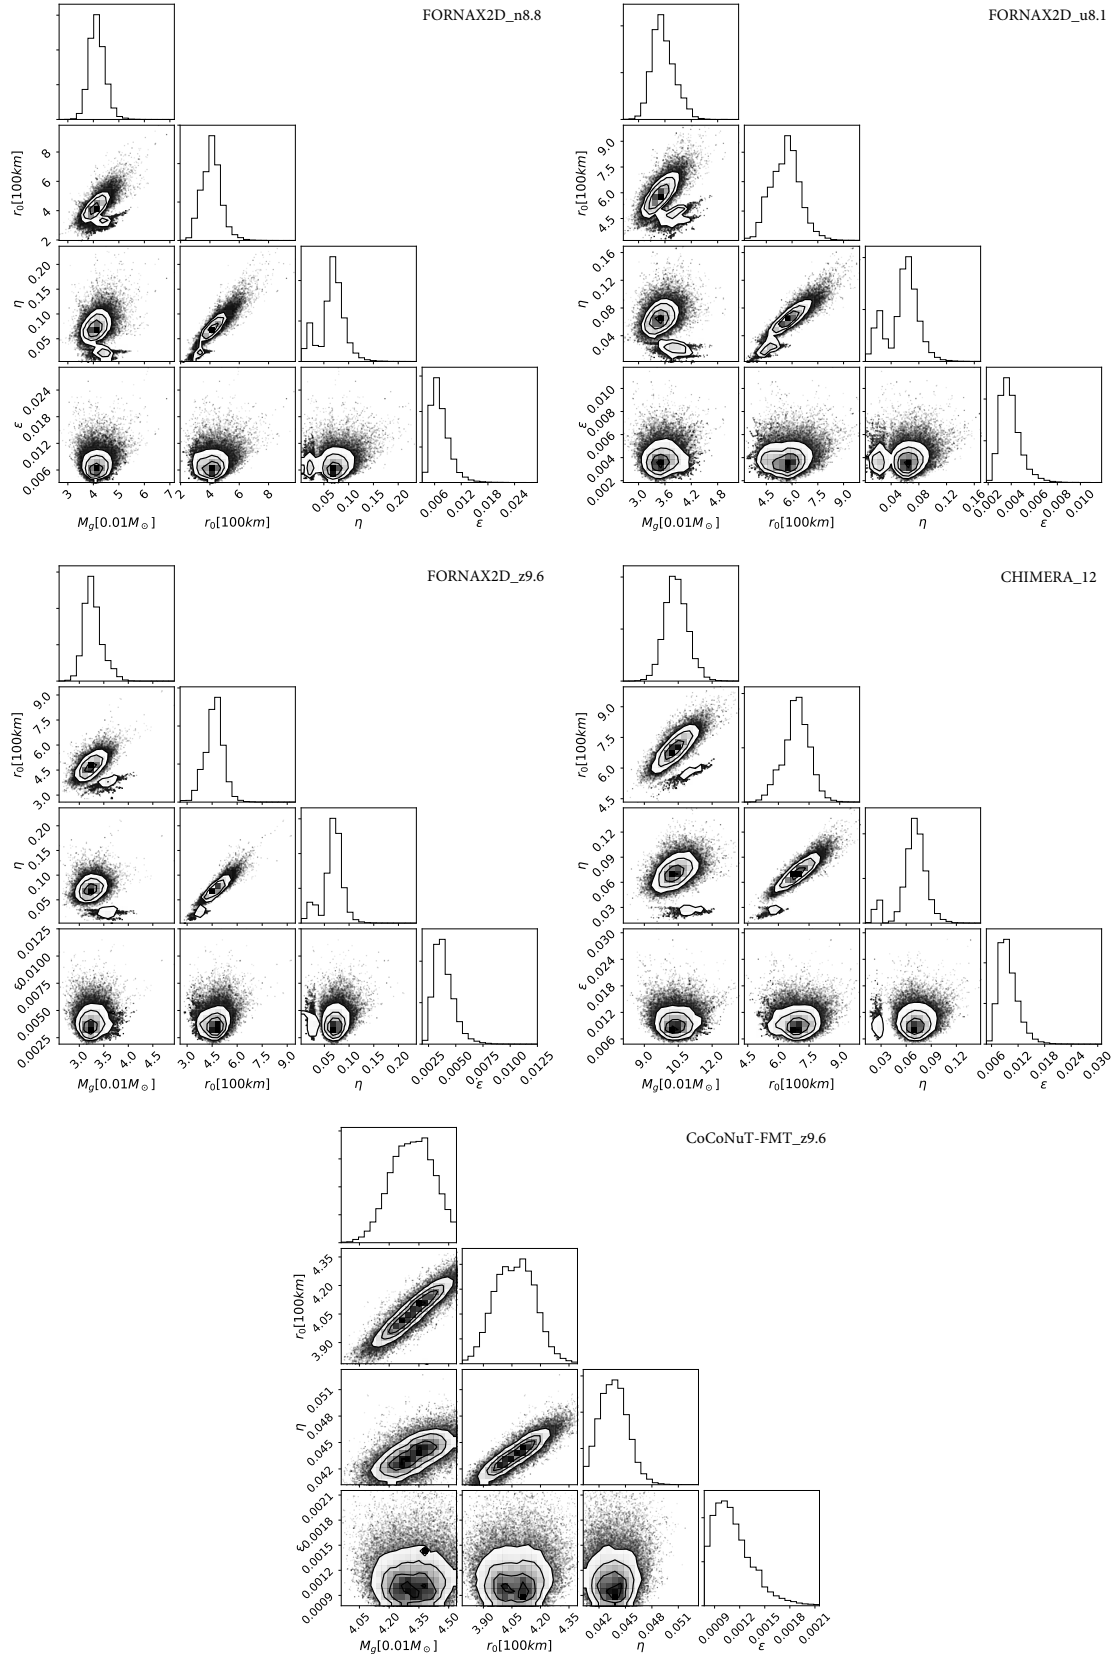 FORNAX2D_n8.8
r₀[100km]
8
6
4
2
η
0.20
0.15
0.10
0.05
ε
0.024
0.018
0.012
0.006
3 4 5 6 7
M_g[0.01M_⊙]
2 4 6 8
r₀[100km]
0.05 0.10 0.15 0.20
η
0.006 0.012 0.018 0.024
ε
FORNAX2D_u8.1
r₀[100km]
9.0
7.5
6.0
4.5
η
0.16
0.12
0.08
0.04
ε
0.010
0.008
0.006
0.004
0.002
3.0 3.6 4.2 4.8
M_g[0.01M_⊙]
4.5 6.0 7.5 9.0
r₀[100km]
0.04 0.08 0.12 0.16
η
0.002 0.004 0.006 0.008 0.010
ε
FORNAX2D_z9.6
r₀[100km]
9.0
7.5
6.0
4.5
3.0
η
0.20
0.15
0.10
0.05
ε
0.0125
0.0100
0.0075
0.0050
0.0025
3.0 3.5 4.0 4.5
M_g[0.01M_⊙]
3.0 4.5 6.0 7.5 9.0
r₀[100km]
0.05 0.10 0.15 0.20
η
0.0025 0.0050 0.0075 0.0100 0.0125
ε
CHIMERA_12
r₀[100km]
9.0
7.5
6.0
4.5
η
0.12
0.09
0.06
0.03
ε
0.030
0.024
0.018
0.012
0.006
9.0 10.5 12.0
M_g[0.01M_⊙]
6.0 7.5 9.0
r₀[100km]
0.03 0.06 0.09 0.12
η
0.006 0.012 0.018 0.024 0.030
ε
CoCoNuT-FMT_z9.6
r₀[100km]
4.35
4.20
4.05
3.90
η
0.051
0.048
0.045
0.042
ε
0.0021
0.0018
0.0015
0.0012
0.0009
4.05 4.20 4.35 4.50
M_g[0.01M_⊙]
3.90 4.05 4.20 4.35
r₀[100km]
0.042 0.045 0.048 0.051
η
0.0009 0.0012 0.0015 0.0018 0.0021
ε